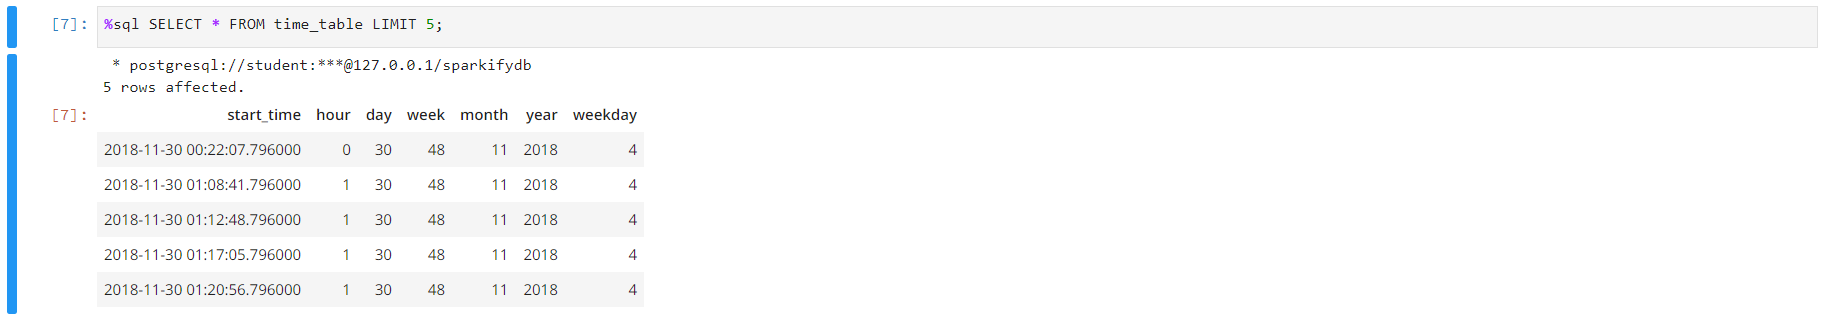 [7]: %sql SELECT * FROM time_table LIMIT 5;
* postgresql://student:***@127.0.0.1/sparkifydb
5 rows affected.
[7]: start_time hour day week month year weekday
2018-11-30 00:22:07.796000 0 30 48 11 2018 4
2018-11-30 01:08:41.796000 1 30 48 11 2018 4
2018-11-30 01:12:48.796000 1 30 48 11 2018 4
2018-11-30 01:17:05.796000 1 30 48 11 2018 4
2018-11-30 01:20:56.796000 1 30 48 11 2018 4